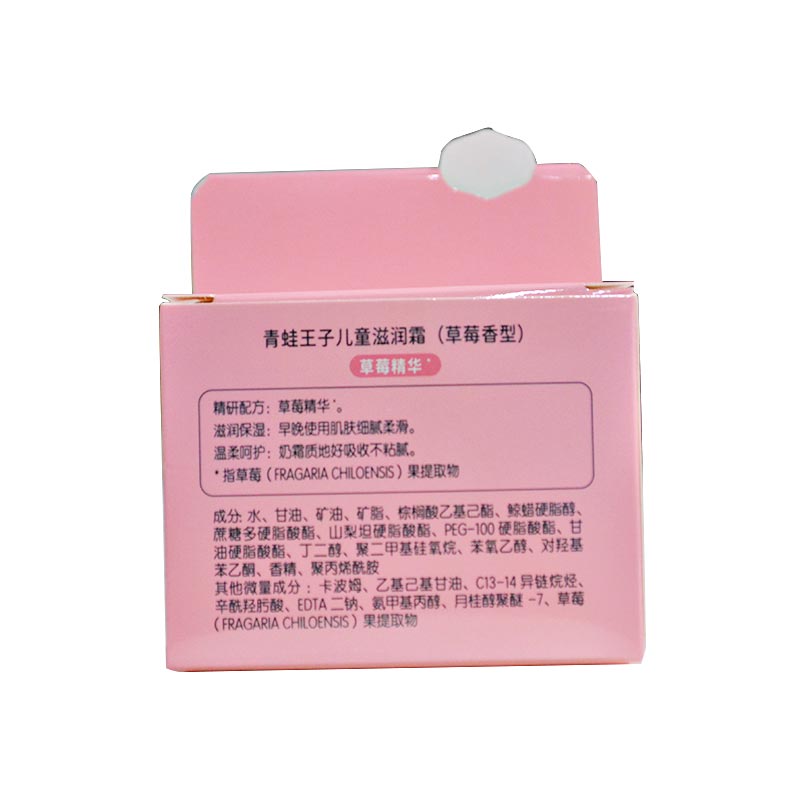 青蛙王子儿童滋润霜（草莓香型）
草莓精华*
精研配方：草莓精华*。
滋润保湿：早晚使用肌肤细腻柔滑。
温柔呵护：奶霜质地好吸收不粘腻。
*指草莓（FRAGARIA CHILOENSIS）果提取物
成分：水、甘油、矿油、矿脂、棕榈酸乙基己酯、鲸蜡硬脂醇、
蔗糖多硬脂酸酯、山梨坦硬脂酸酯、PEG-100 硬脂酸酯、甘
油硬脂酸酯、丁二醇、聚二甲基硅氧烷、苯氧乙醇、对羟基
苯乙酮、香精、聚丙烯酰胺
其他微量成分：卡波姆、乙基己基甘油、C13-14 异链烷烃、
辛酰羟肟酸、EDTA 二钠、氨甲基丙醇、月桂醇聚醚 -7、草莓
（FRAGARIA CHILOENSIS）果提取物